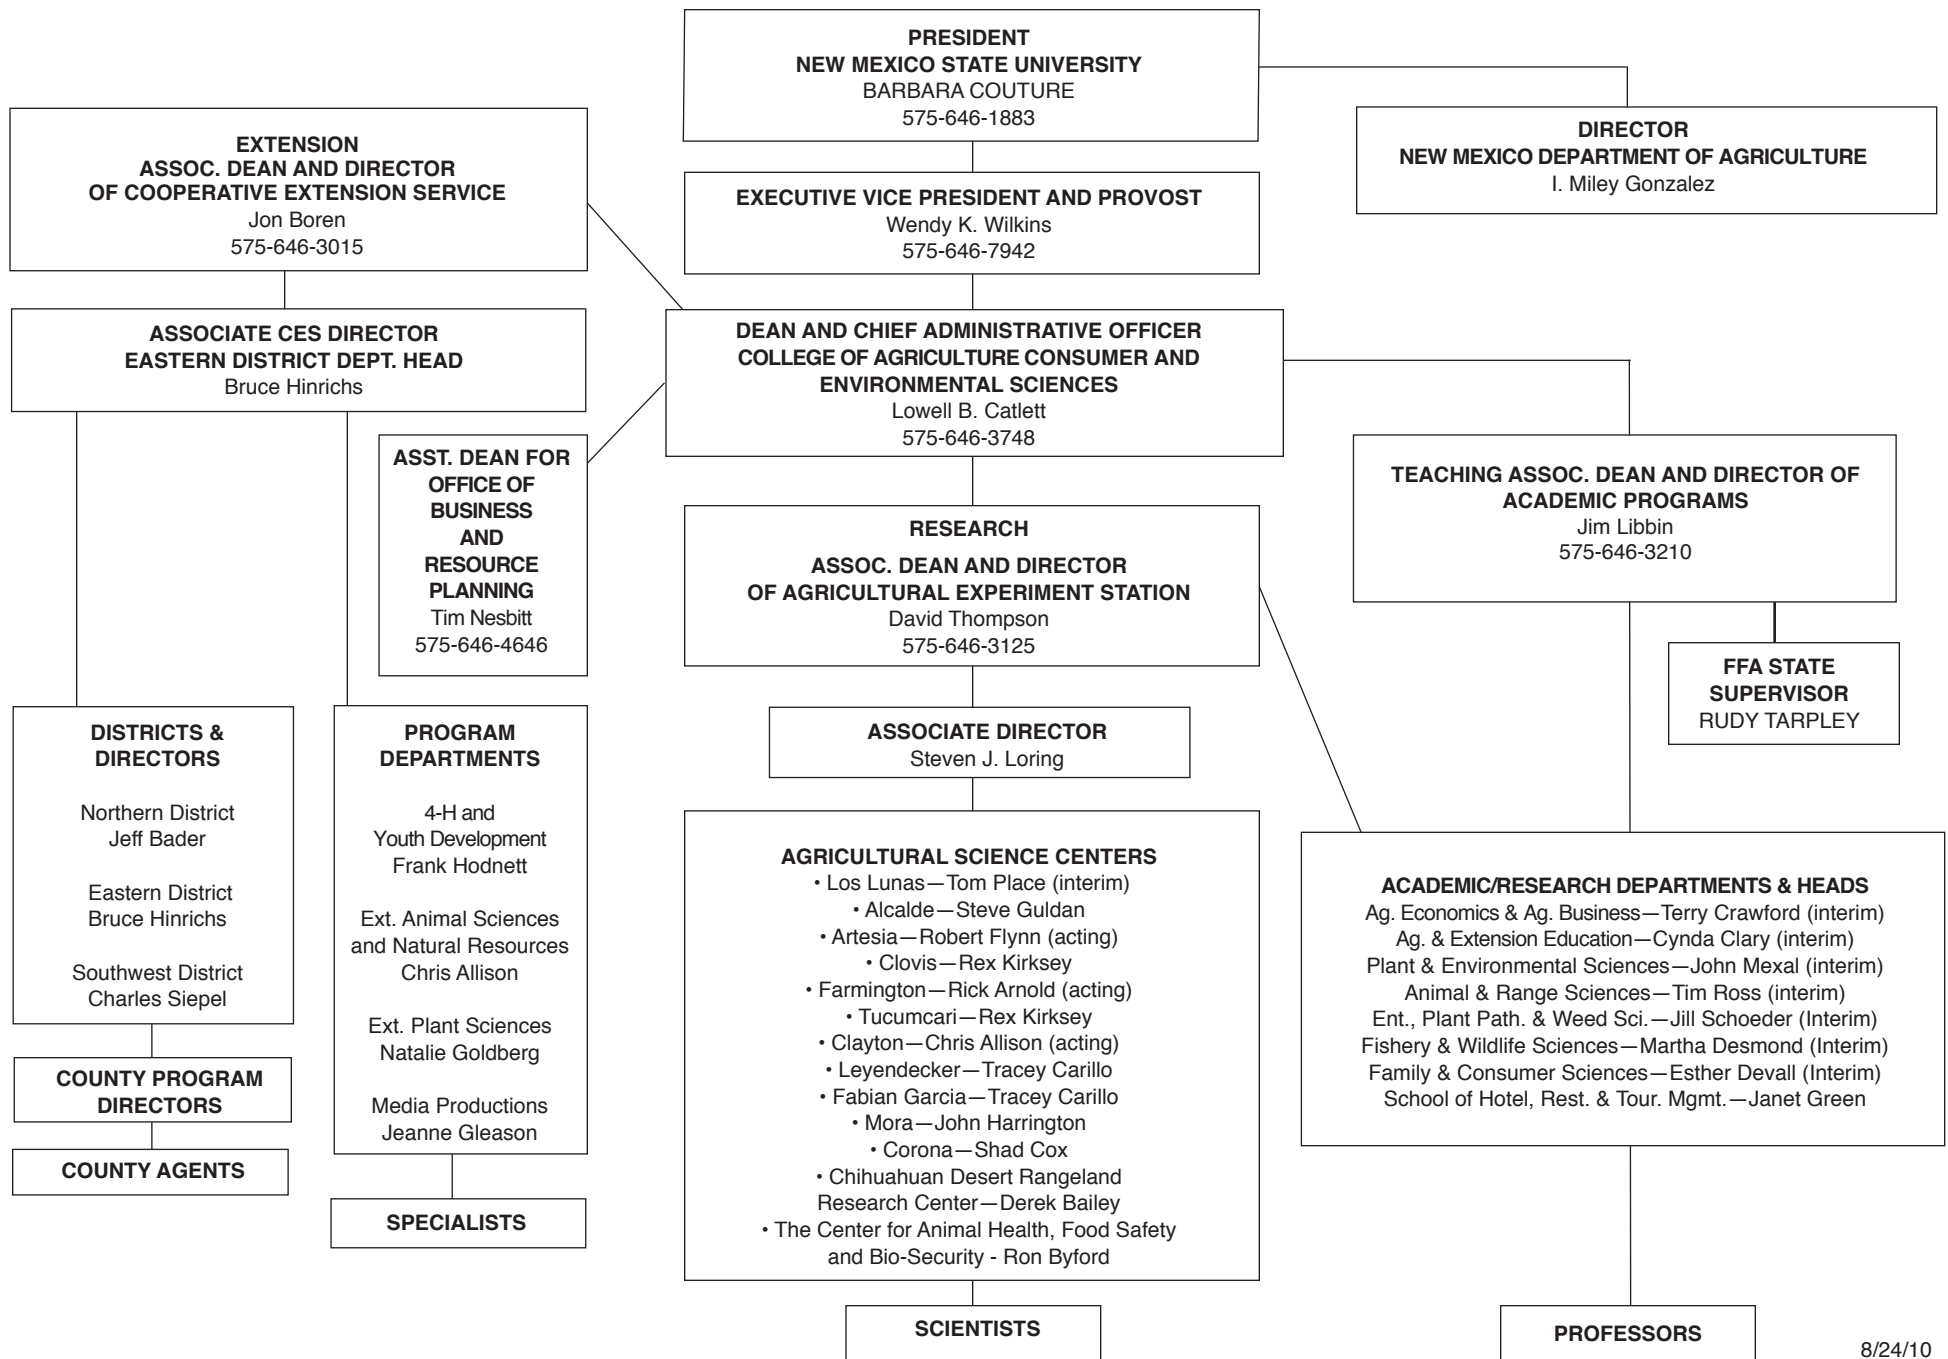 PRESIDENT
NEW MEXICO STATE UNIVERSITY
BARBARA COUTURE
575-646-1883
DIRECTOR
NEW MEXICO DEPARTMENT OF AGRICULTURE
I. Miley Gonzalez
EXTENSION
ASSOC. DEAN AND DIRECTOR
OF COOPERATIVE EXTENSION SERVICE
Jon Boren
575-646-3015
EXECUTIVE VICE PRESIDENT AND PROVOST
Wendy K. Wilkins
575-646-7942
ASSOCIATE CES DIRECTOR
EASTERN DISTRICT DEPT. HEAD
Bruce Hinrichs
DEAN AND CHIEF ADMINISTRATIVE OFFICER
COLLEGE OF AGRICULTURE CONSUMER AND
ENVIRONMENTAL SCIENCES
Lowell B. Catlett
575-646-3748
ASST. DEAN FOR
OFFICE OF
BUSINESS
AND
RESOURCE
PLANNING
Tim Nesbitt
575-646-4646
RESEARCH
ASSOC. DEAN AND DIRECTOR
OF AGRICULTURAL EXPERIMENT STATION
David Thompson
575-646-3125
TEACHING ASSOC. DEAN AND DIRECTOR OF
ACADEMIC PROGRAMS
Jim Libbin
575-646-3210
FFA STATE
SUPERVISOR
RUDY TARPLEY
DISTRICTS &
DIRECTORS
Northern District
Jeff Bader
Eastern District
Bruce Hinrichs
Southwest District
Charles Siepel
COUNTY PROGRAM
DIRECTORS
COUNTY AGENTS
PROGRAM
DEPARTMENTS
4-H and
Youth Development
Frank Hodnett
Ext. Animal Sciences
and Natural Resources
Chris Allison
Ext. Plant Sciences
Natalie Goldberg
Media Productions
Jeanne Gleason
SPECIALISTS
ASSOCIATE DIRECTOR
Steven J. Loring
AGRICULTURAL SCIENCE CENTERS
• Los Lunas—Tom Place (interim)
• Alcalde—Steve Guldan
• Artesia—Robert Flynn (acting)
• Clovis—Rex Kirksey
• Farmington—Rick Arnold (acting)
• Tucumcari—Rex Kirksey
• Clayton—Chris Allison (acting)
• Leyendecker—Tracey Carillo
• Fabian Garcia—Tracey Carillo
• Mora—John Harrington
• Corona—Shad Cox
• Chihuahuan Desert Rangeland
Research Center—Derek Bailey
• The Center for Animal Health, Food Safety
and Bio-Security - Ron Byford
SCIENTISTS
ACADEMIC/RESEARCH DEPARTMENTS & HEADS
Ag. Economics & Ag. Business—Terry Crawford (interim)
Ag. & Extension Education—Cynda Clary (interim)
Plant & Environmental Sciences—John Mexal (interim)
Animal & Range Sciences—Tim Ross (interim)
Ent., Plant Path. & Weed Sci.—Jill Schoeder (Interim)
Fishery & Wildlife Sciences—Martha Desmond (Interim)
Family & Consumer Sciences—Esther Devall (Interim)
School of Hotel, Rest. & Tour. Mgmt.—Janet Green
PROFESSORS
8/24/10